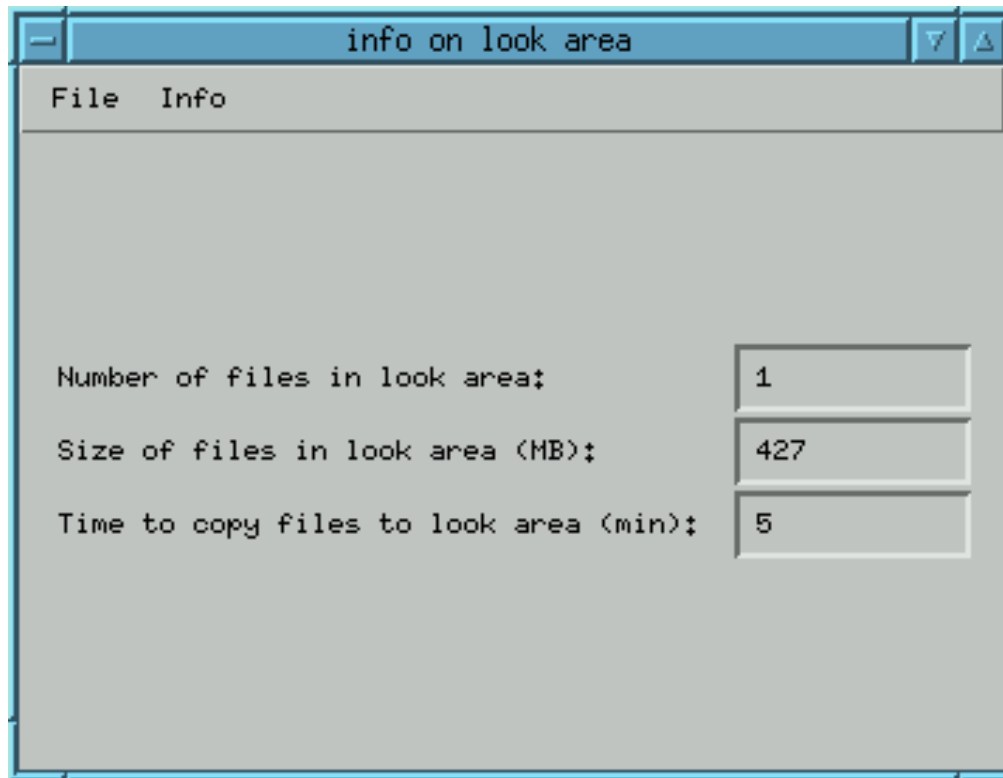 info on look area
File Info
Number of files in look area: 1
Size of files in look area (MB): 427
Time to copy files to look area (min): 5